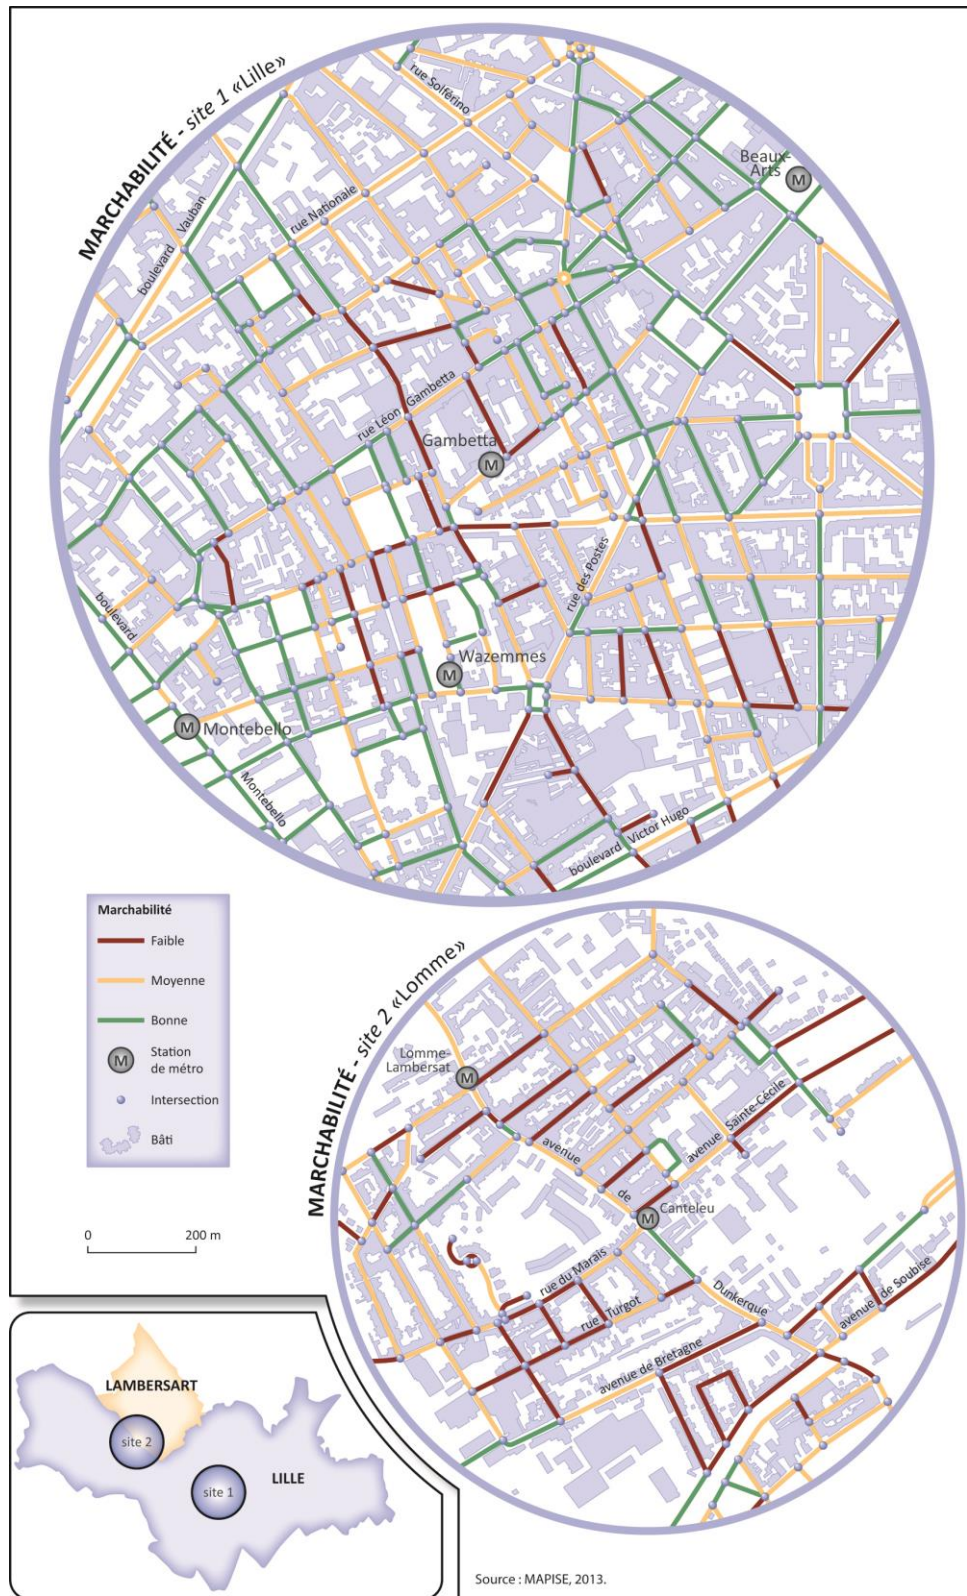 MARCHABILITÉ - site 1 «Lille»
rue Solférino
Beaux-
Arts
M
boulevard Vauban
rue Nationale
rue Léon Gambetta
Gambetta
M
rue des Postes
boulevard
Wazemmes
M
M
Montebello
Montebello
boulevard Victor Hugo
Marchabilité
Faible
Moyenne
Bonne
M
Station
de métro
Intersection
Bâti
0
200 m
MARCHABILITÉ - site 2 «Lomme»
Lomme-
Lambersat
M
avenue Sainte-Cécile
avenue
de
M
Canteleu
rue du Marais
Dunkerque
rue Turgot
avenue de Soubise
avenue de Bretagne
LAMBERSART
site 2
LILLE
site 1
Source : MAPISE, 2013.